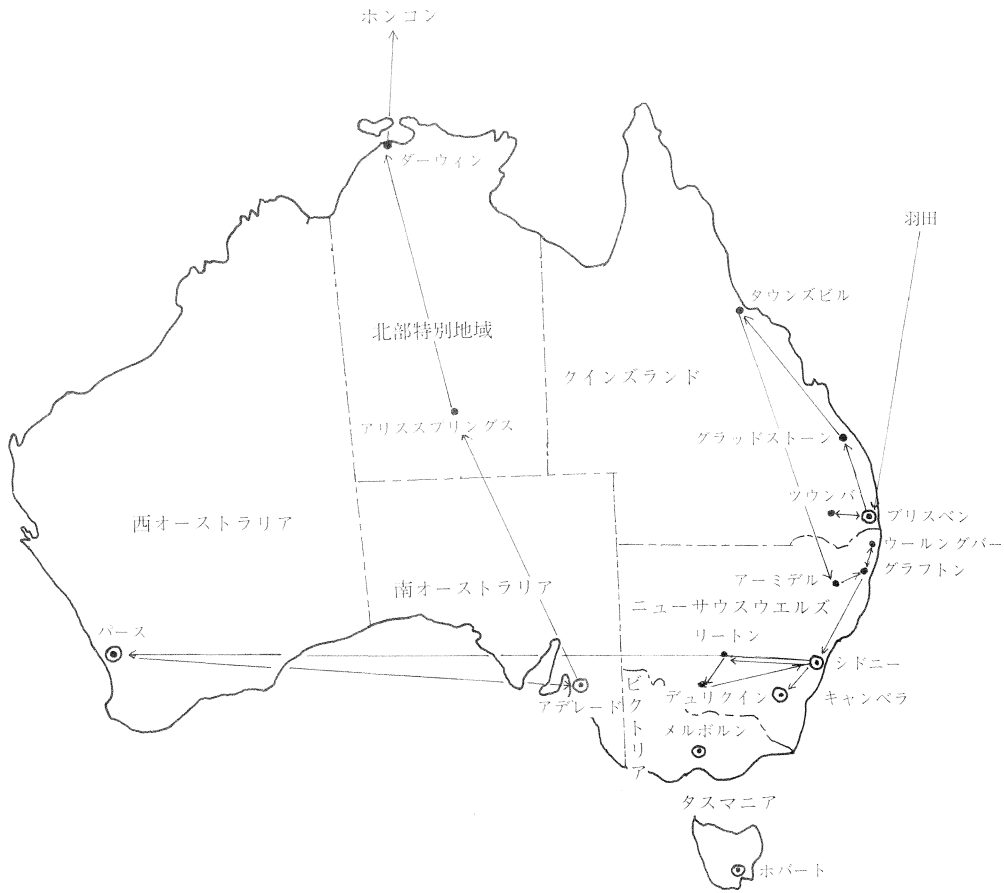 ホンコン
ダーウィン
羽田
タウンズビル
北部特別地域
クインズランド
アリススプリングス
グラッドストーン
ツウンバ
ブリスベン
西オーストラリア
ウールングバー
グラフトン
アーミデル
南オーストラリア
ニューサウスウエルズ
パース
リートン
シドニー
デュリクイン
キャンベラ
アデレード
ビクトリア
メルボルン
タスマニア
ホバート